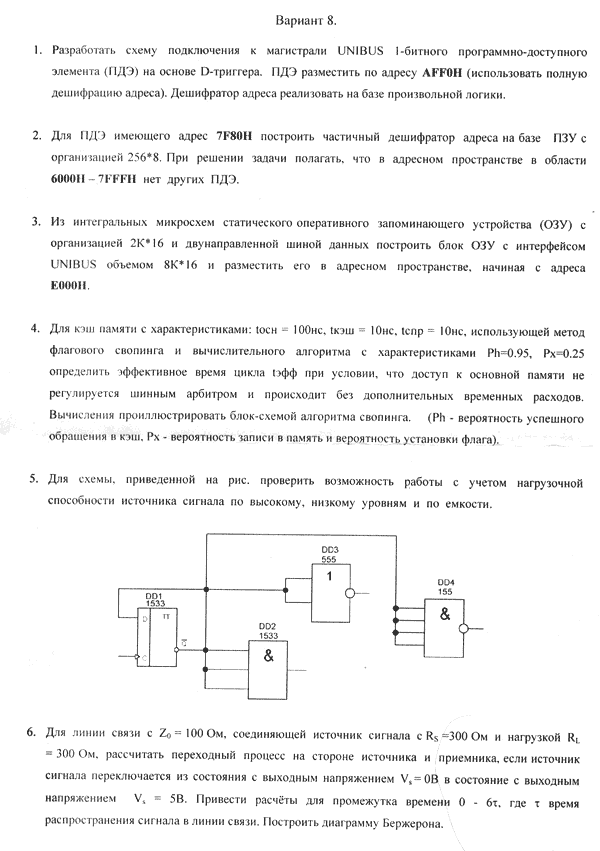 Вариант 8.
1. Разработать схему подключения к магистрали UNIBUS 1-битного программно-доступного
элемента (ПДЭ) на основе D-триггера. ПДЭ разместить по адресу AFF0H (использовать полную
дешифрацию адреса). Дешифратор адреса реализовать на базе произвольной логики.
2. Для ПДЭ имеющего адрес 7F80H построить частичный дешифратор адреса на базе ПЗУ с
организацией 256*8. При решении задачи полагать, что в адресном пространстве в области
6000H – 7FFFH нет других ПДЭ.
3. Из интегральных микросхем статического оперативного запоминающего устройства (ОЗУ) с
организацией 2К*16 и двунаправленной шиной данных построить блок ОЗУ с интерфейсом
UNIBUS объемом 8К*16 и разместить его в адресном пространстве, начиная с адреса
E000H.
4. Для кэш памяти с характеристиками: tосн = 100нс, tкэш = 10нс, tспр = 10нс, использующей метод
флагового свопинга и вычислительного алгоритма с характеристиками Ph=0.95, Px=0.25
определить эффективное время цикла tэфф при условии, что доступ к основной памяти не
регулируется шинным арбитром и происходит без дополнительных временных расходов.
Вычисления проиллюстрировать блок-схемой алгоритма свопинга. (Ph - вероятность успешного
обращения в кэш, Px - вероятность записи в память и вероятность установки флага).
5. Для схемы, приведенной на рис. проверить возможность работы с учетом нагрузочной
способности источника сигнала по высокому, низкому уровням и по емкости.
DD3
555
1
DD4
155
&
DD1
1533
D
TT
C
Q
DD2
1533
&
6. Для линии связи с Z0 = 100 Ом, соединяющей источник сигнала с RS =300 Ом и нагрузкой RL
= 300 Ом, рассчитать переходный процесс на стороне источника и приемника, если источник
сигнала переключается из состояния с выходным напряжением Vs = 0В в состояние с выходным
напряжением Vs = 5В. Привести расчёты для промежутка времени 0 - 6τ, где τ время
распространения сигнала в линии связи. Построить диаграмму Бержерона.